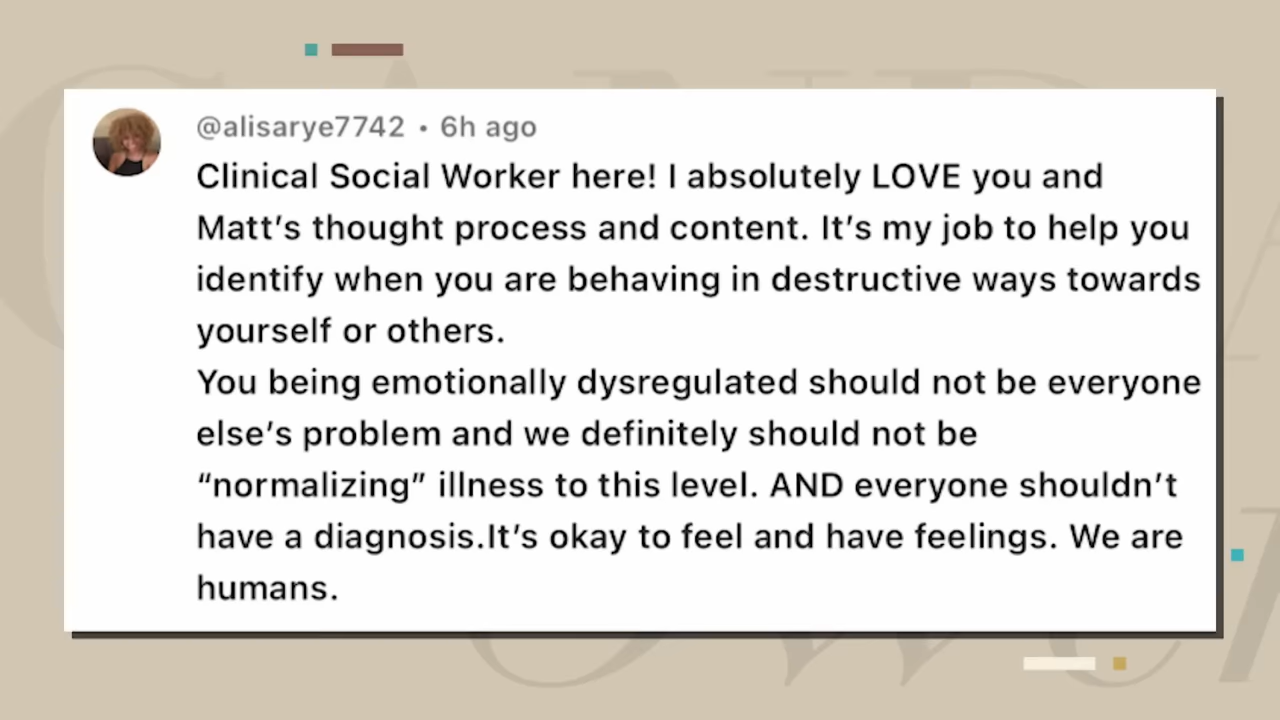 @alisarye7742 • 6h ago
Clinical Social Worker here! I absolutely LOVE you and
Matt’s thought process and content. It’s my job to help you
identify when you are behaving in destructive ways towards
yourself or others.
You being emotionally dysregulated should not be everyone
else’s problem and we definitely should not be
“normalizing” illness to this level. AND everyone shouldn’t
have a diagnosis.It’s okay to feel and have feelings. We are
humans.